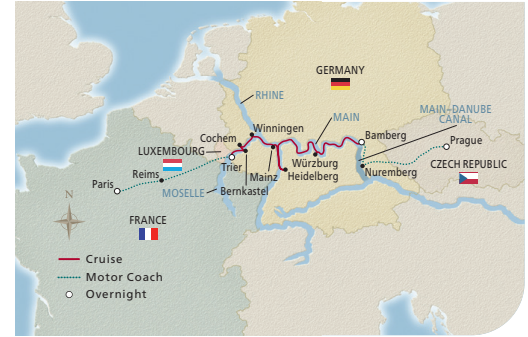 GERMANY
RHINE
MAIN–DANUBE
CANAL
MAIN
Winningen
Cochem
Bamberg
Prague
LUXEMBOURG
Trier
Mainz
Würzburg
CZECH REPUBLIC
Reims
Heidelberg
Nuremberg
Paris
MOSELLE
Bernkastel
N
FRANCE
Cruise
Motor Coach
Overnight